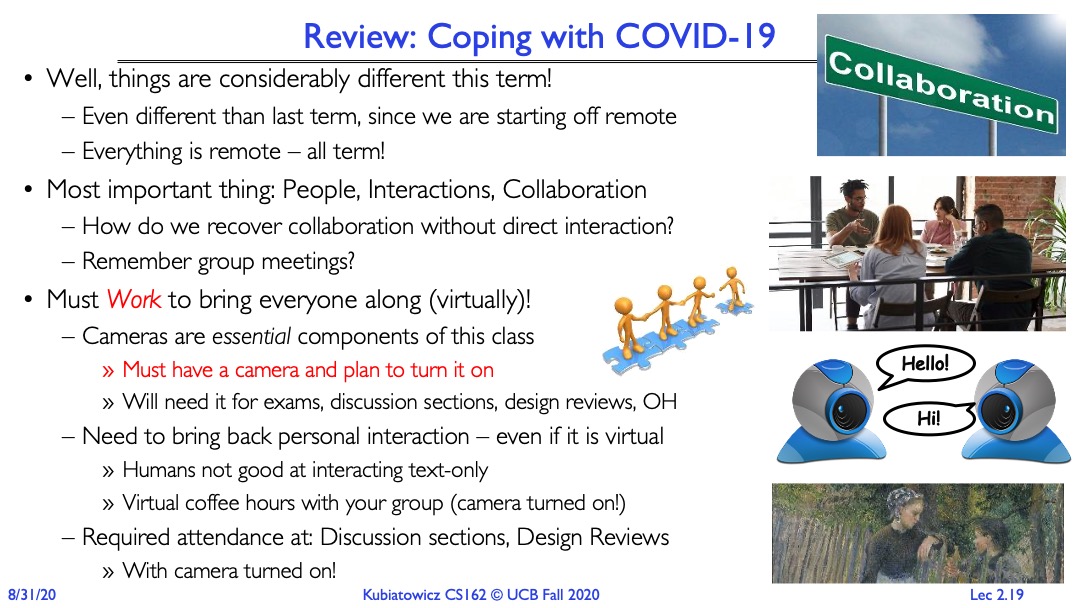 Review: Coping with COVID-19
Collaboration
• Well, things are considerably different this term!
– Even different than last term, since we are starting off remote
– Everything is remote – all term!
• Most important thing: People, Interactions, Collaboration
– How do we recover collaboration without direct interaction?
– Remember group meetings?
• Must Work to bring everyone along (virtually)!
– Cameras are essential components of this class
» Must have a camera and plan to turn it on
» Will need it for exams, discussion sections, design reviews, OH
– Need to bring back personal interaction – even if it is virtual
» Humans not good at interacting text-only
» Virtual coffee hours with your group (camera turned on!)
– Required attendance at: Discussion sections, Design Reviews
» With camera turned on!
Hello!
Hi!
8/31/20
Kubiatowicz CS162 © UCB Fall 2020
Lec 2.19